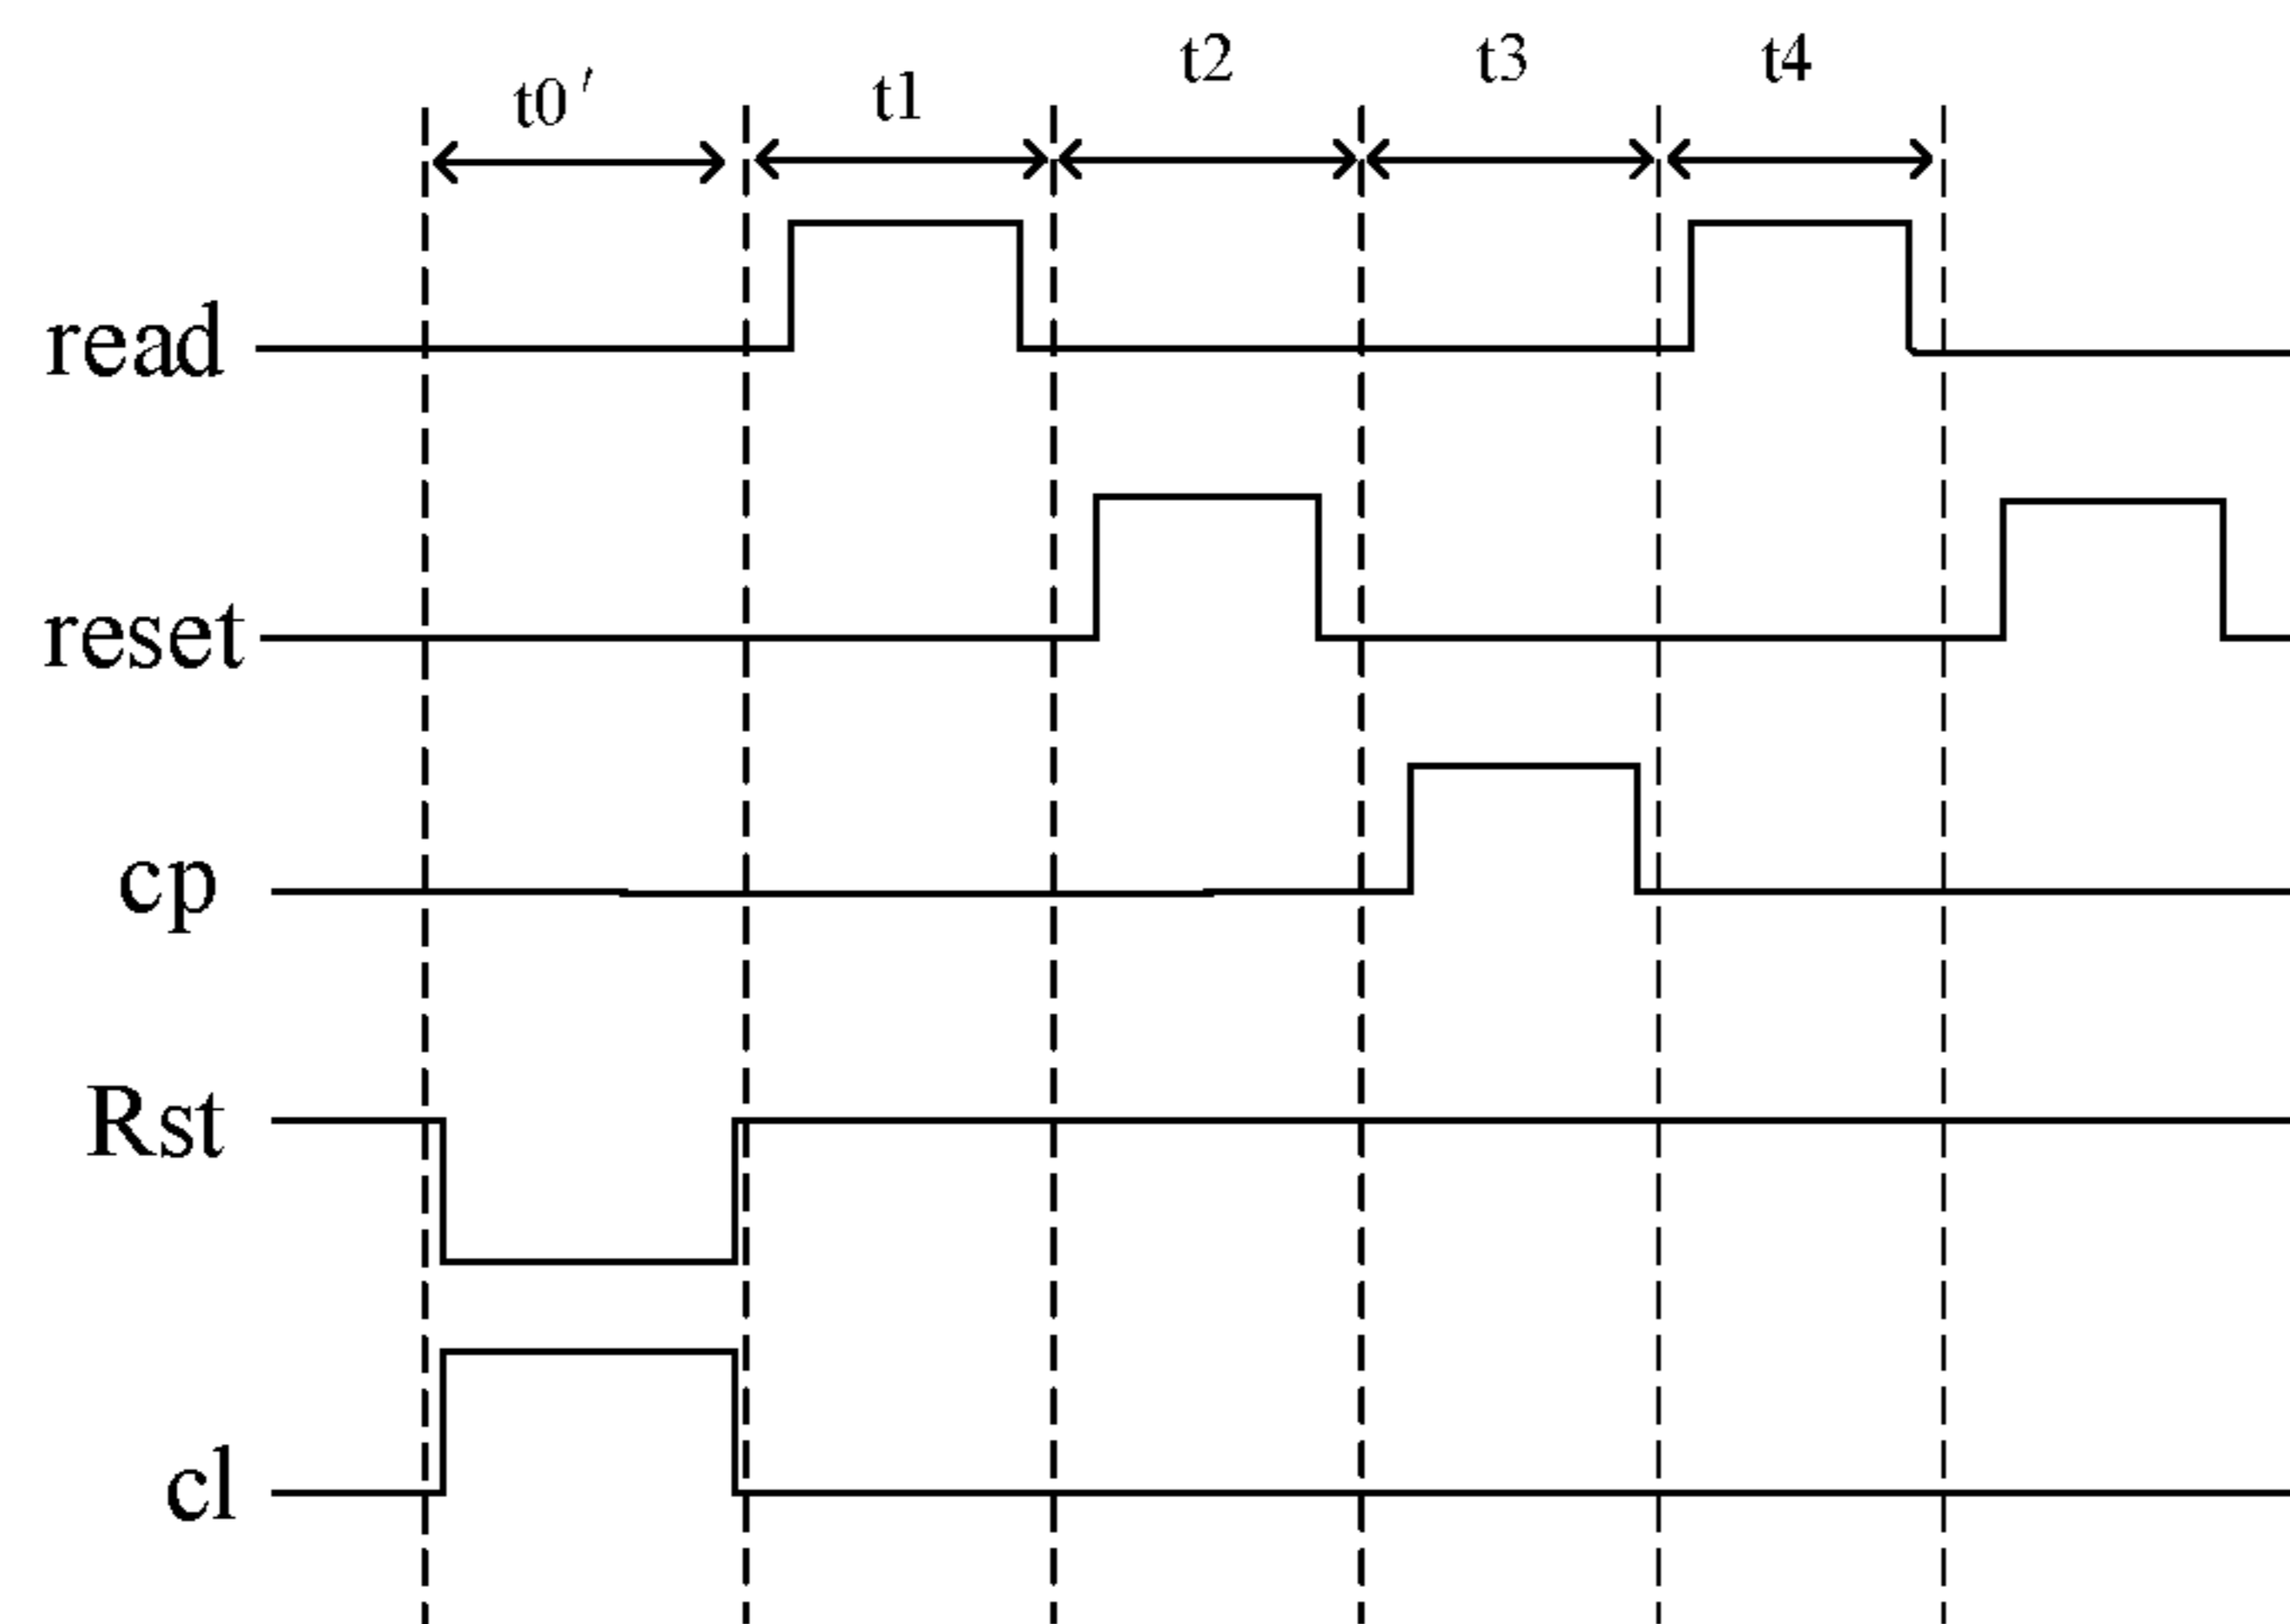 t0′ t1 t2 t3 t4
read
reset
cp
Rst
cl